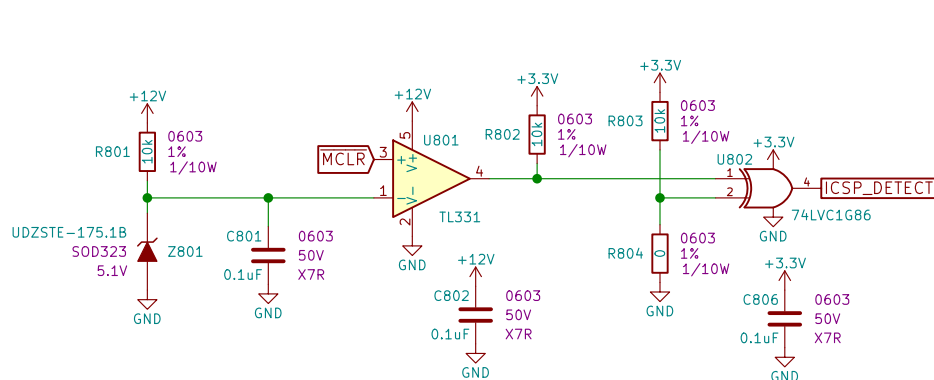 +12V
R801
10k
0603
1%
1/10W
UDZSTE-175.1B
SOD323
5.1V
Z801
GND
C801
0.1uF
0603
50V
X7R
GND
MCLR
+12V
U801
3
+
V+
5
1
-
V-
2
4
TL331
GND
+12V
C802
0.1uF
0603
50V
X7R
GND
+3.3V
R802
10k
0603
1%
1/10W
+3.3V
R803
10k
0603
1%
1/10W
R804
0
0603
1%
1/10W
GND
U802
+3.3V
1
2
4
74LVC1G86
GND
ICSP_DETECT
+3.3V
C806
0.1uF
0603
50V
X7R
GND